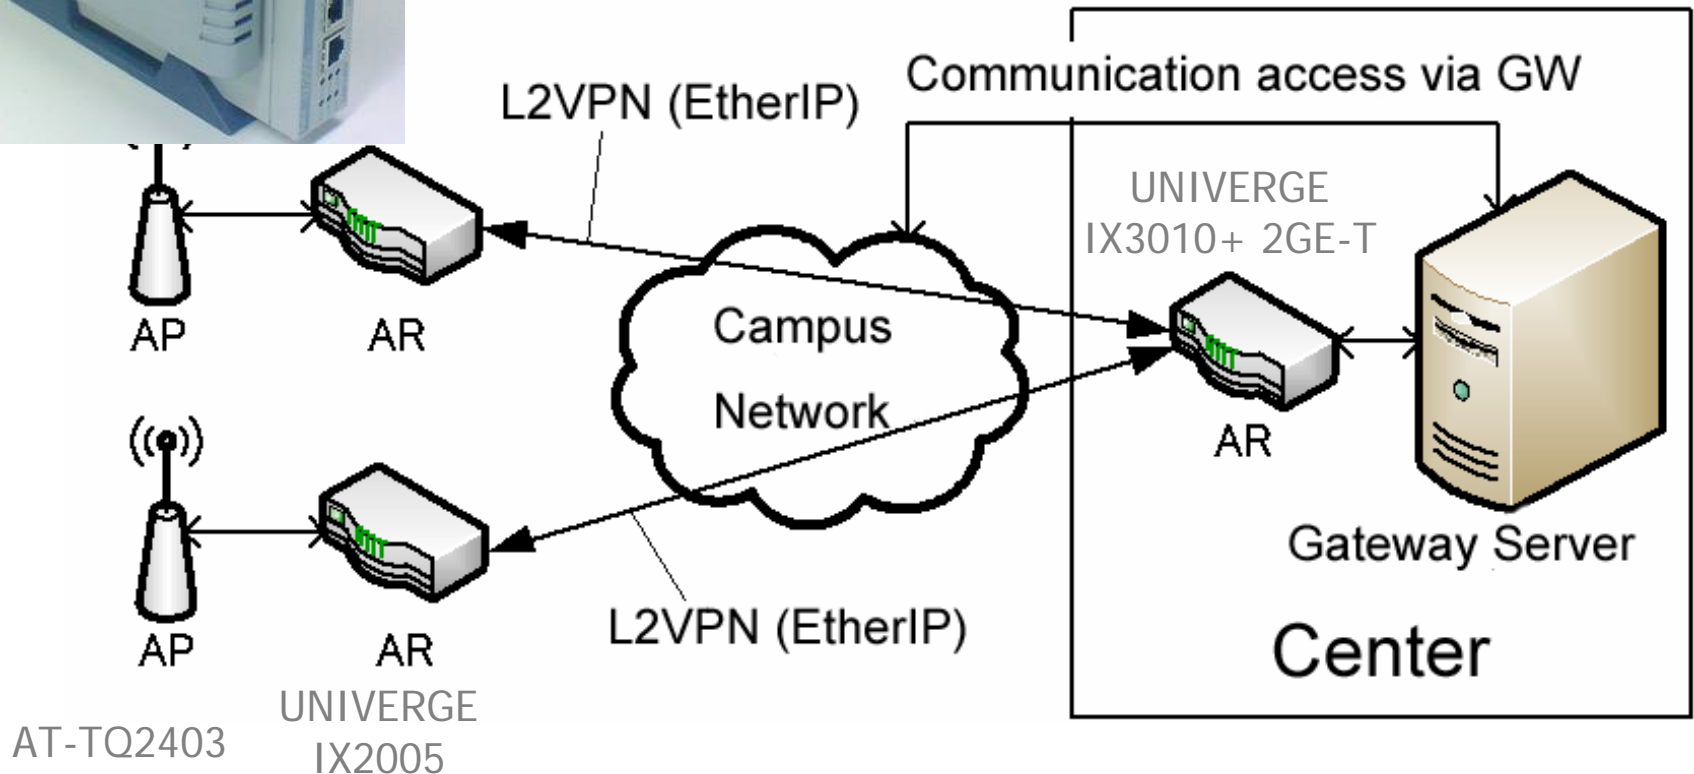 Communication access via GW
L2VPN (EtherIP)
UNIVERGE
IX3010+ 2GE-T
AP
AR
Campus
Network
AR
Gateway Server
L2VPN (EtherIP)
AP
AR
Center
UNIVERGE
IX2005
AT-TQ2403